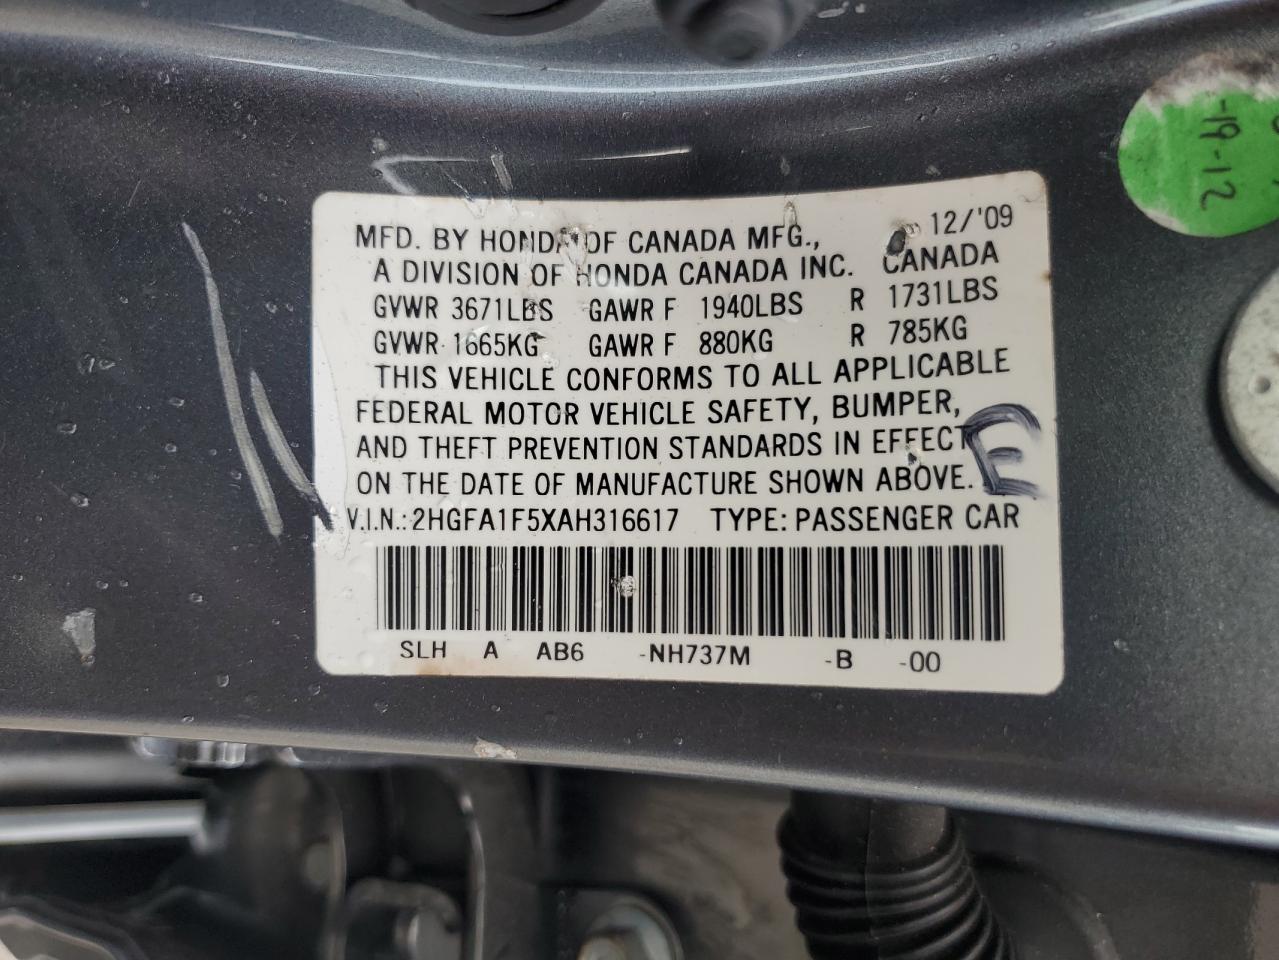 MFD. BY HONDA OF CANADA MFG., 12/'09
A DIVISION OF HONDA CANADA INC. CANADA
GVWR 3671LBS GAWR F 1940LBS R 1731LBS
GVWR 1665KG GAWR F 880KG R 785KG
THIS VEHICLE CONFORMS TO ALL APPLICABLE
FEDERAL MOTOR VEHICLE SAFETY, BUMPER,
AND THEFT PREVENTION STANDARDS IN EFFECT
ON THE DATE OF MANUFACTURE SHOWN ABOVE.
E
V.I.N.:2HGFA1F5XAH316617 TYPE:PASSENGER CAR
SLH A AB6 -NH737M -B -00
-19-12